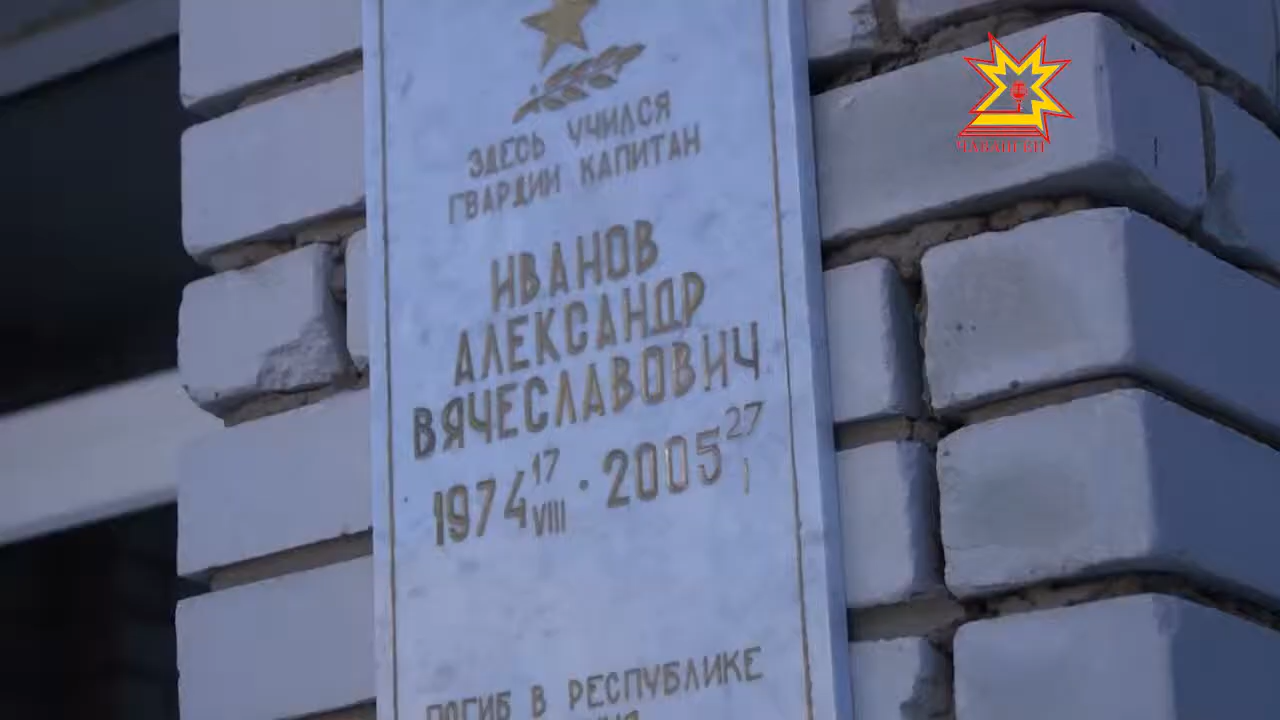 ЗДЕСЬ УЧИЛСЯ
ГВАРДИИ КАПИТАН
ИВАНОВ
АЛЕКСАНДР
ВЯЧЕСЛАВОВИЧ
1974 17 VIII · 2005 27 I
ПОГИБ В РЕСПУБЛИКЕ